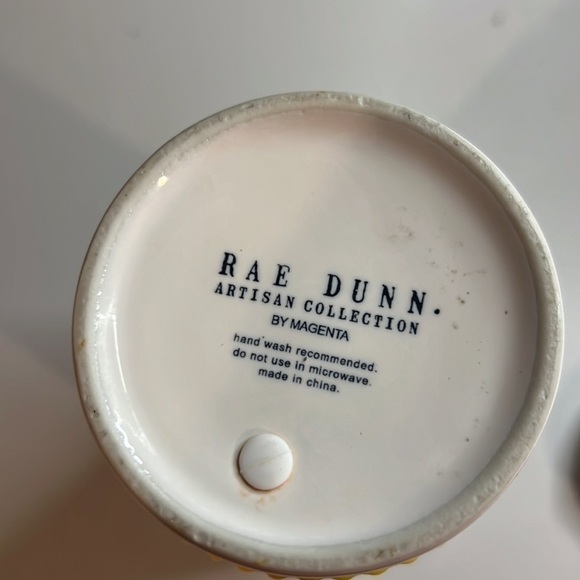 RAE DUNN.
ARTISAN COLLECTION
BY MAGENTA
hand wash recommended.
do not use in microwave.
made in china.